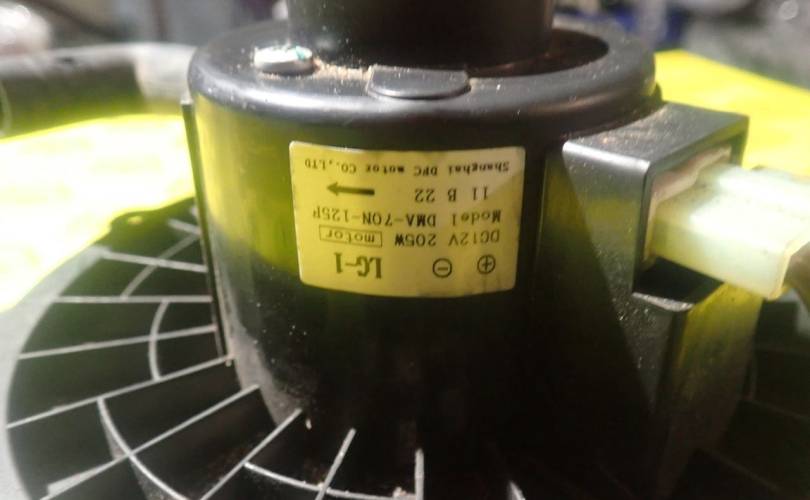 ⊕ ⊖ LG-1
DC12V 205W motor
Model DMA-70N-125P
11 B 22
Shanghai DPC motor CO.,LTD